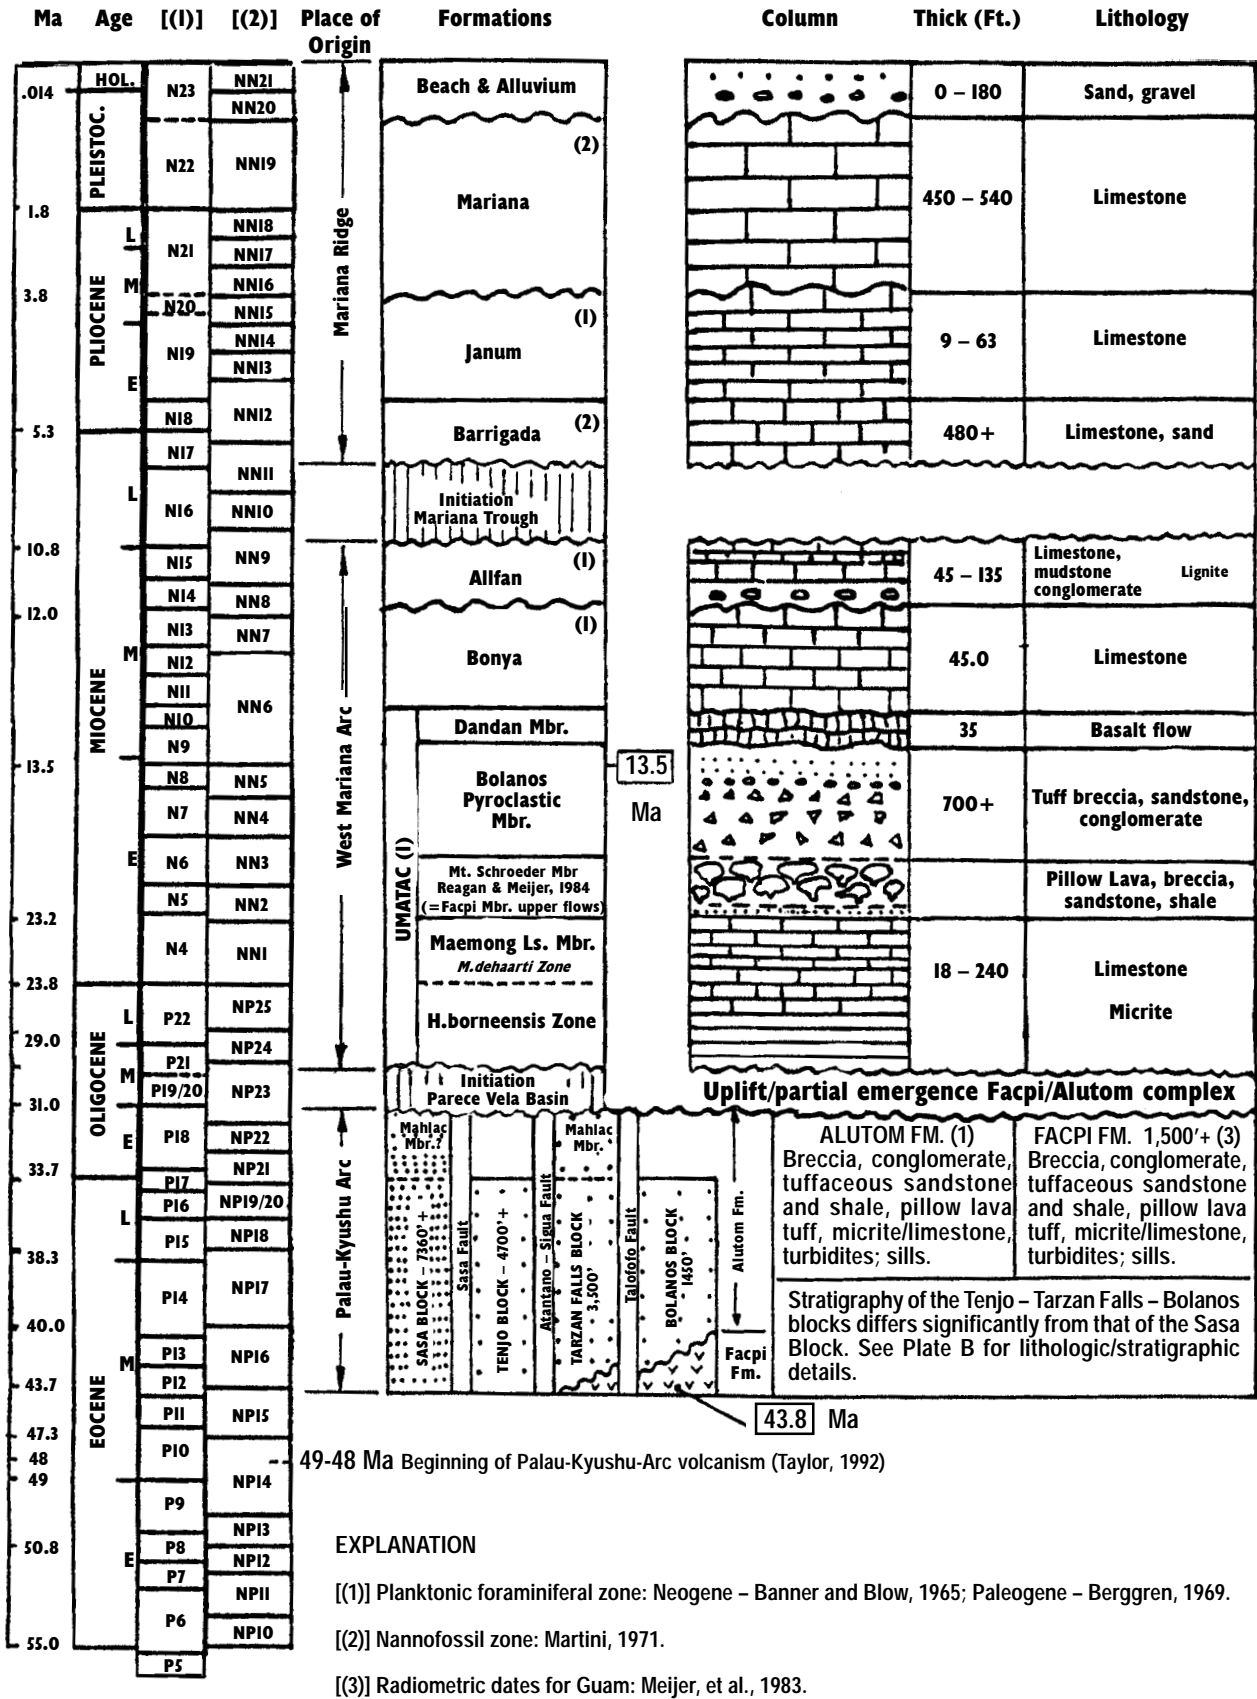 Ma Age [(1)] [(2)] Place of Origin Formations Column Thick (Ft.) Lithology
.014
1.8
3.8
5.3
10.8
12.0
13.5
23.2
23.8
29.0
31.0
33.7
38.3
40.0
43.7
47.3
48
49
50.8
55.0
HOL.
PLEISTOC.
PLIOCENE
L
M
E
MIOCENE
L
M
E
OLIGOCENE
L
M
E
EOCENE
L
M
E
N23
N22
N21
N20
N19
N18
N17
N16
N15
N14
N13
N12
N11
N10
N9
N8
N7
N6
N5
N4
P22
P21
P19/20
P18
P17
P16
P15
P14
P13
P12
P11
P10
P9
P8
P7
P6
P5
NN21
NN20
NN19
NN18
NN17
NN16
NN15
NN14
NN13
NN12
NN11
NN10
NN9
NN8
NN7
NN6
NN5
NN4
NN3
NN2
NN1
NP25
NP24
NP23
NP22
NP21
NP19/20
NP18
NP17
NP16
NP15
NP14
NP13
NP12
NP11
NP10
Mariana Ridge
West Mariana Arc
Palau-Kyushu Arc
Beach & Alluvium
0 – 180
Sand, gravel
(2)
Mariana
450 – 540
Limestone
(1)
Janum
9 – 63
Limestone
Barrigada (2)
480+
Limestone, sand
Initiation
Mariana Trough
Alifan (1)
45 – 135
Limestone,
mudstone Lignite
conglomerate
(1)
Bonya
45.0
Limestone
UMATAC (1)
Dandan Mbr.
35
Basalt flow
Bolanos
Pyroclastic
Mbr.
13.5
Ma
700+
Tuff breccia, sandstone,
conglomerate
Mt. Schroeder Mbr
Reagan & Meijer, 1984
(=Facpi Mbr. upper flows)
Pillow Lava, breccia,
sandstone, shale
Maemong Ls. Mbr.
M.dehaarti Zone
H.borneensis Zone
18 – 240
Limestone
Micrite
Initiation
Parece Vela Basin
Uplift/partial emergence Facpi/Alutom complex
Mahlac
Mbr.?
SASA BLOCK – 7360'+
Sasa Fault
TENJO BLOCK – 4700'+
Atantano – Sigua Fault
Mahlac
Mbr.
TARZAN FALLS BLOCK
3,500'
Talofofo Fault
BOLANOS BLOCK
1450'
Alutom Fm.
Facpi
Fm.
ALUTOM FM. (1)
Breccia, conglomerate,
tuffaceous sandstone
and shale, pillow lava
tuff, micrite/limestone,
turbidites; sills.
FACPI FM. 1,500'+ (3)
Breccia, conglomerate,
tuffaceous sandstone
and shale, pillow lava
tuff, micrite/limestone,
turbidites; sills.
Stratigraphy of the Tenjo – Tarzan Falls – Bolanos
blocks differs significantly from that of the Sasa
Block. See Plate B for lithologic/stratigraphic
details.
43.8 Ma
49-48 Ma Beginning of Palau-Kyushu-Arc volcanism (Taylor, 1992)
EXPLANATION
[(1)] Planktonic foraminiferal zone: Neogene – Banner and Blow, 1965; Paleogene – Berggren, 1969.
[(2)] Nannofossil zone: Martini, 1971.
[(3)] Radiometric dates for Guam: Meijer, et al., 1983.